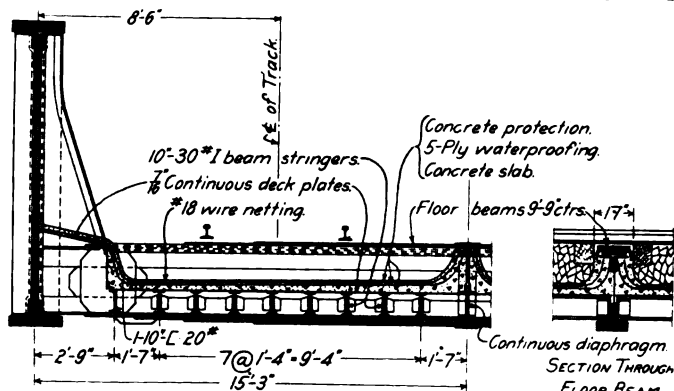 8'-6"
℄ of Track.
10"-30# I beam stringers.
7/16" Continuous deck plates.
#18 wire netting.
Concrete protection.
5-Ply waterproofing.
Concrete slab.
Floor beams 9'-9" ctrs.
17"
1-10"[ 20#
2'-9"
1'-7"
7 @ 1'-4" = 9'-4"
1'-7"
15'-3"
Continuous diaphragm.
SECTION THROUGH
FLOOR BEAM